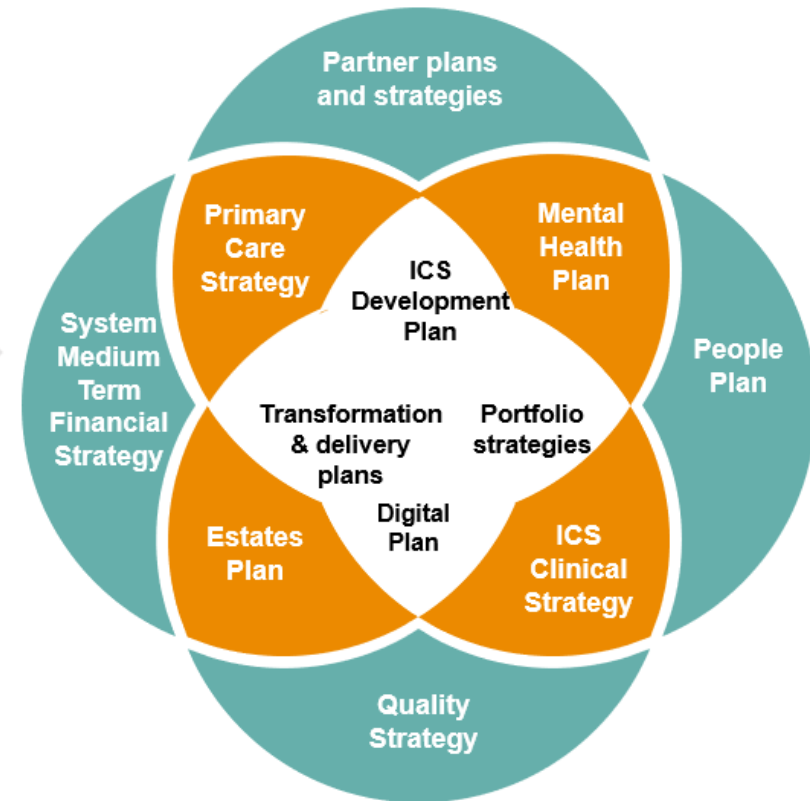 Partner plans
and strategies
Primary
Care
Strategy
Mental
Health
Plan
ICS
Development
Plan
System
Medium
Term
Financial
Strategy
People
Plan
Transformation
& delivery
plans
Portfolio
strategies
Digital
Plan
Estates
Plan
ICS
Clinical
Strategy
Quality
Strategy